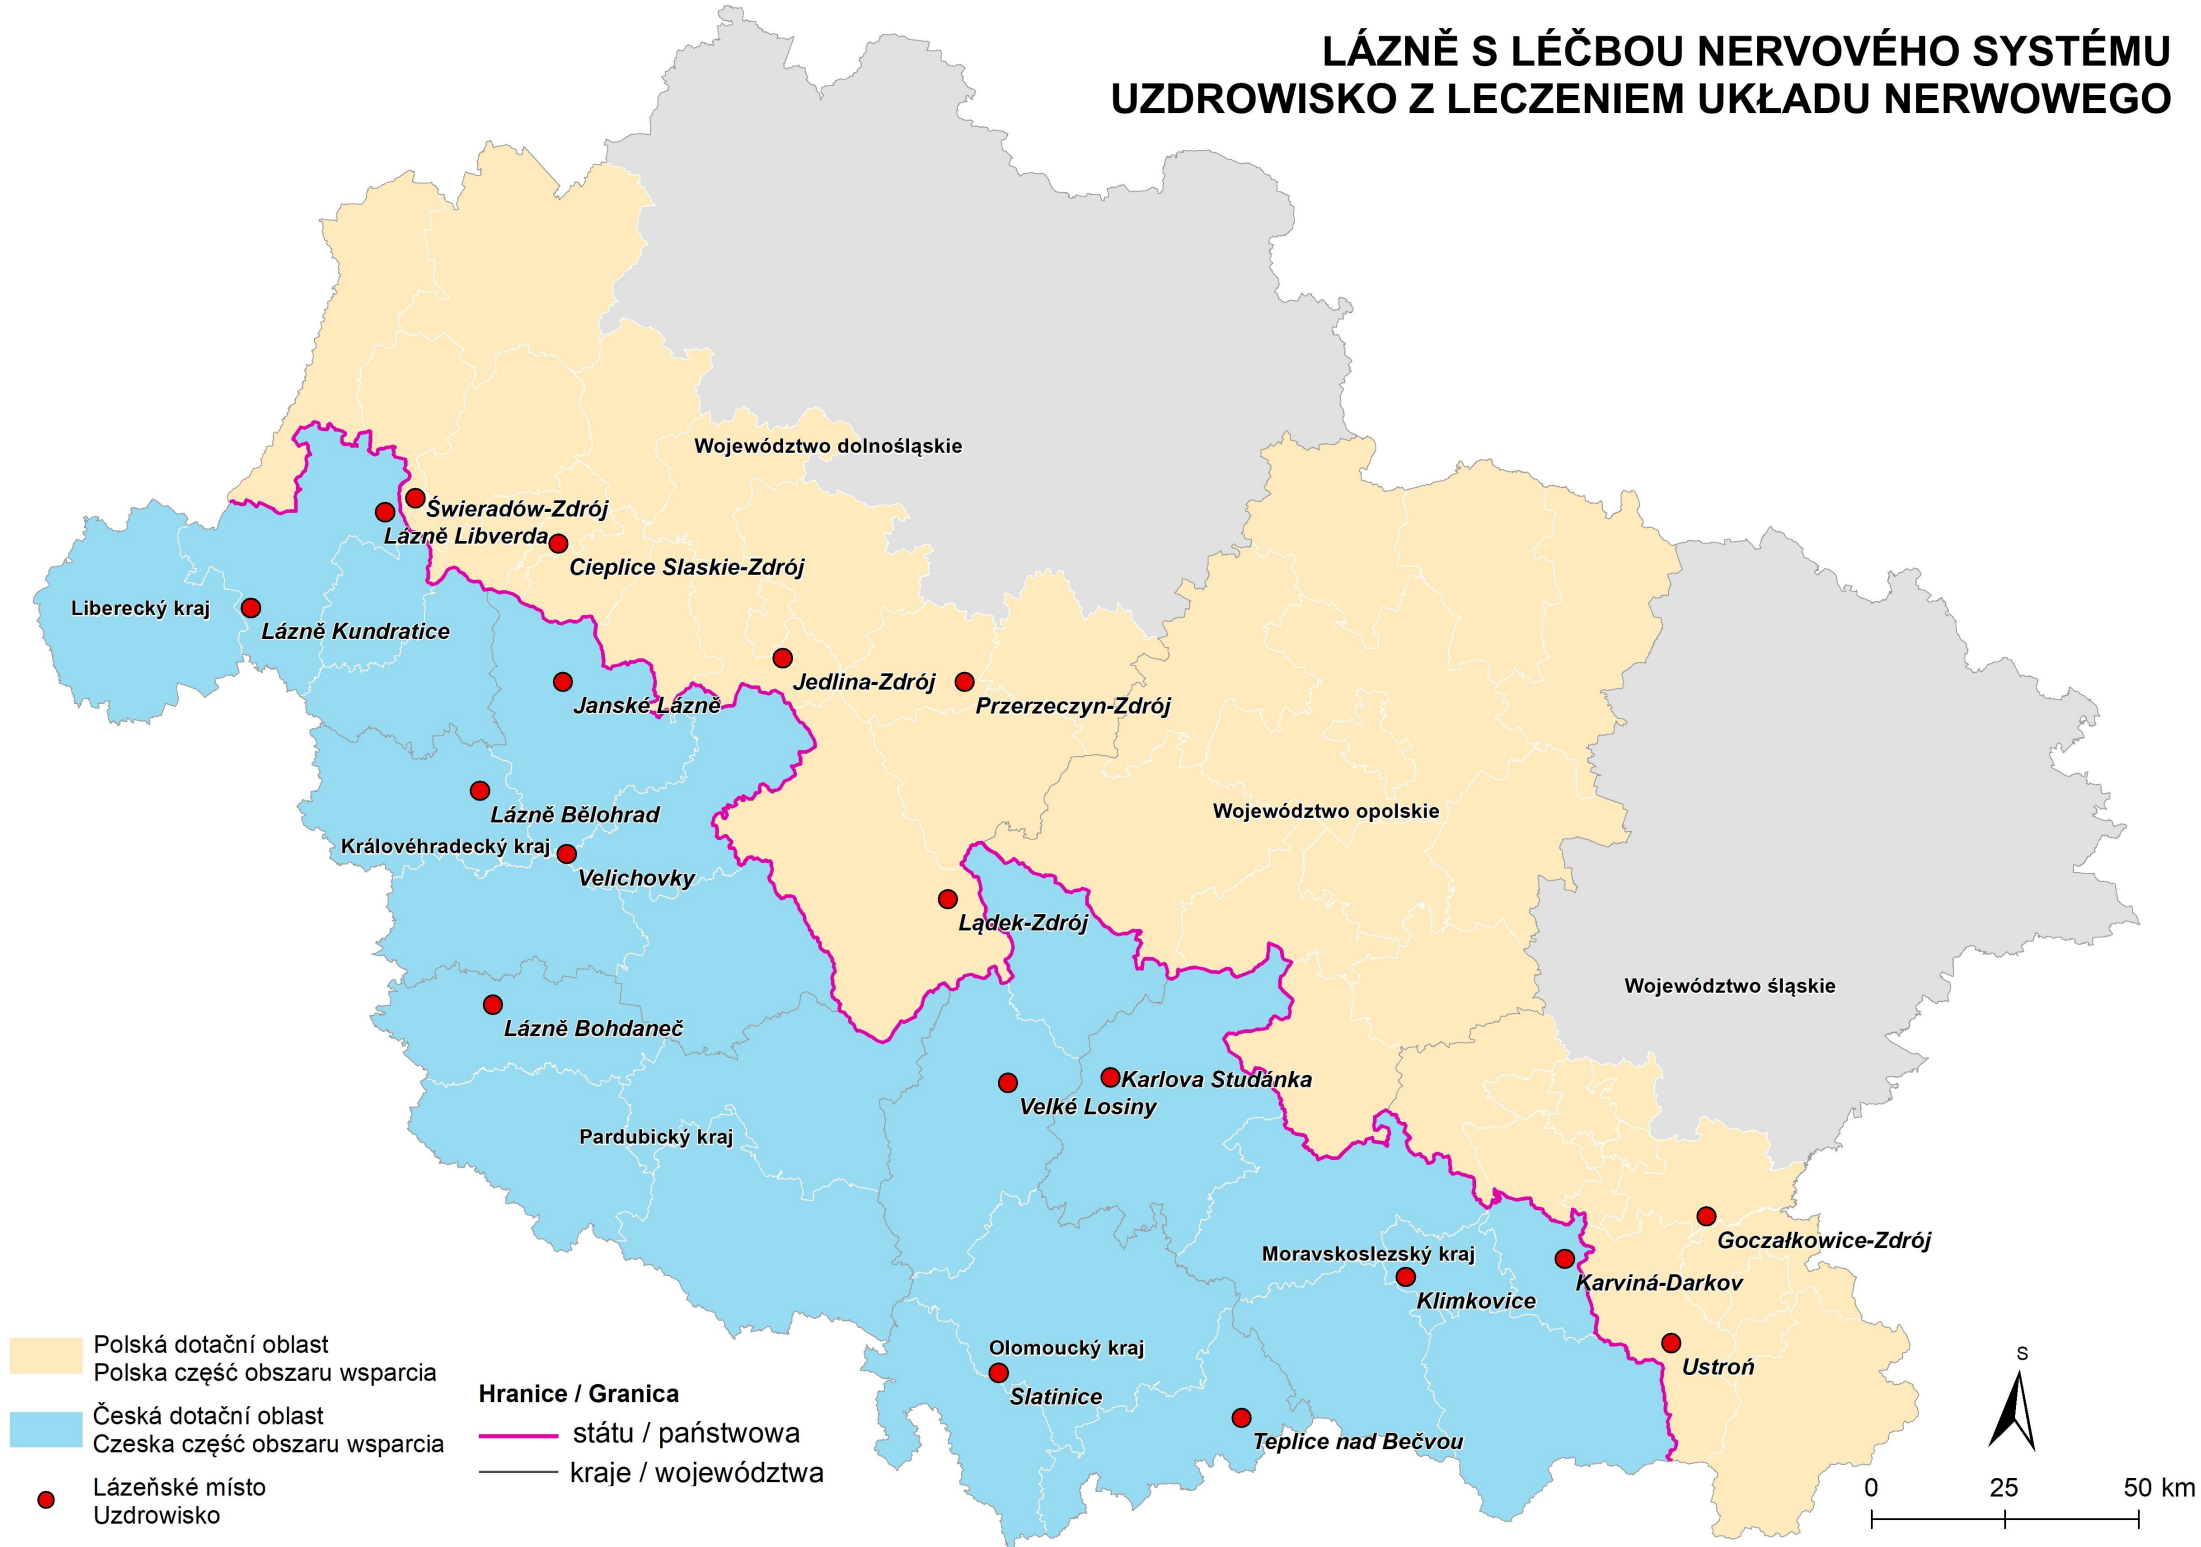 LÁZNĚ S LÉČBOU NERVOVÉHO SYSTÉMU
UZDROWISKO Z LECZENIEM UKŁADU NERWOWEGO
Województwo dolnośląskie
Świeradów-Zdrój
Lázně Libverda
Cieplice Slaskie-Zdrój
Liberecký kraj
Lázně Kundratice
Jedlina-Zdrój
Janské Lázně
Przerzeczyn-Zdrój
Lázně Bělohrad
Województwo opolskie
Královéhradecký kraj
Velichovky
Lądek-Zdrój
Województwo śląskie
Lázně Bohdaneč
Karlova Studánka
Velké Losiny
Pardubický kraj
Goczałkowice-Zdrój
Moravskoslezský kraj
Karviná-Darkov
Klimkovice
Olomoucký kraj
Ustroń
Slatinice
Teplice nad Bečvou
Polská dotační oblast
Polska część obszaru wsparcia
Česká dotační oblast
Czeska część obszaru wsparcia
Lázeňské místo
Uzdrowisko
Hranice / Granica
státu / państwowa
kraje / województwa
S
0 25 50 km